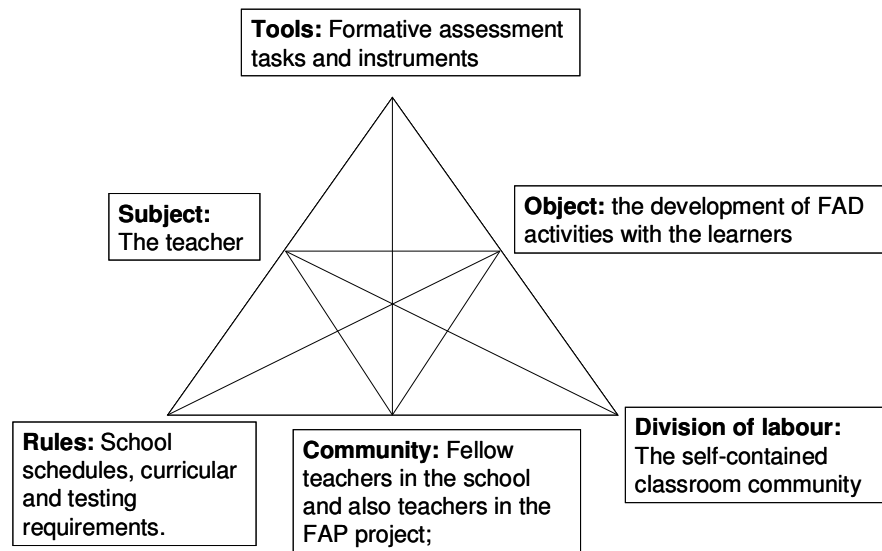 Tools: Formative assessment
tasks and instruments
Subject:
The teacher
Object: the development of FAD
activities with the learners
Rules: School
schedules, curricular
and testing
requirements.
Community: Fellow
teachers in the school
and also teachers in the
FAP project;
Division of labour:
The self-contained
classroom community